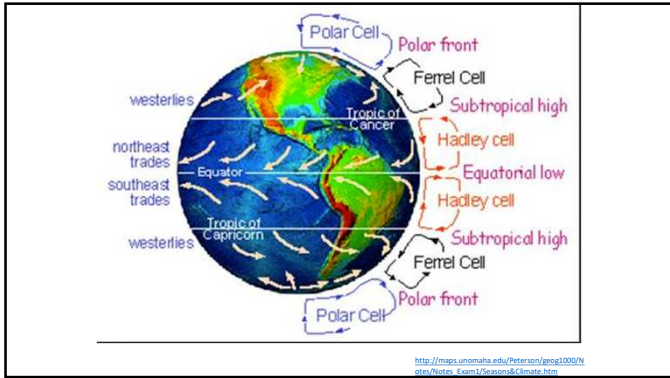 Polar Cell
Polar front
Ferrel Cell
westerlies
Tropic of
Cancer
Subtropical high
Hadley cell
northeast
trades
Equator
Equatorial low
southeast
trades
Hadley cell
Tropic of
Capricorn
westerlies
Subtropical high
Ferrel Cell
Polar front
Polar Cell
http://maps.unomaha.edu/Peterson/geog1000/N
otes/Notes_Exam1/Seasons&Climate.htm